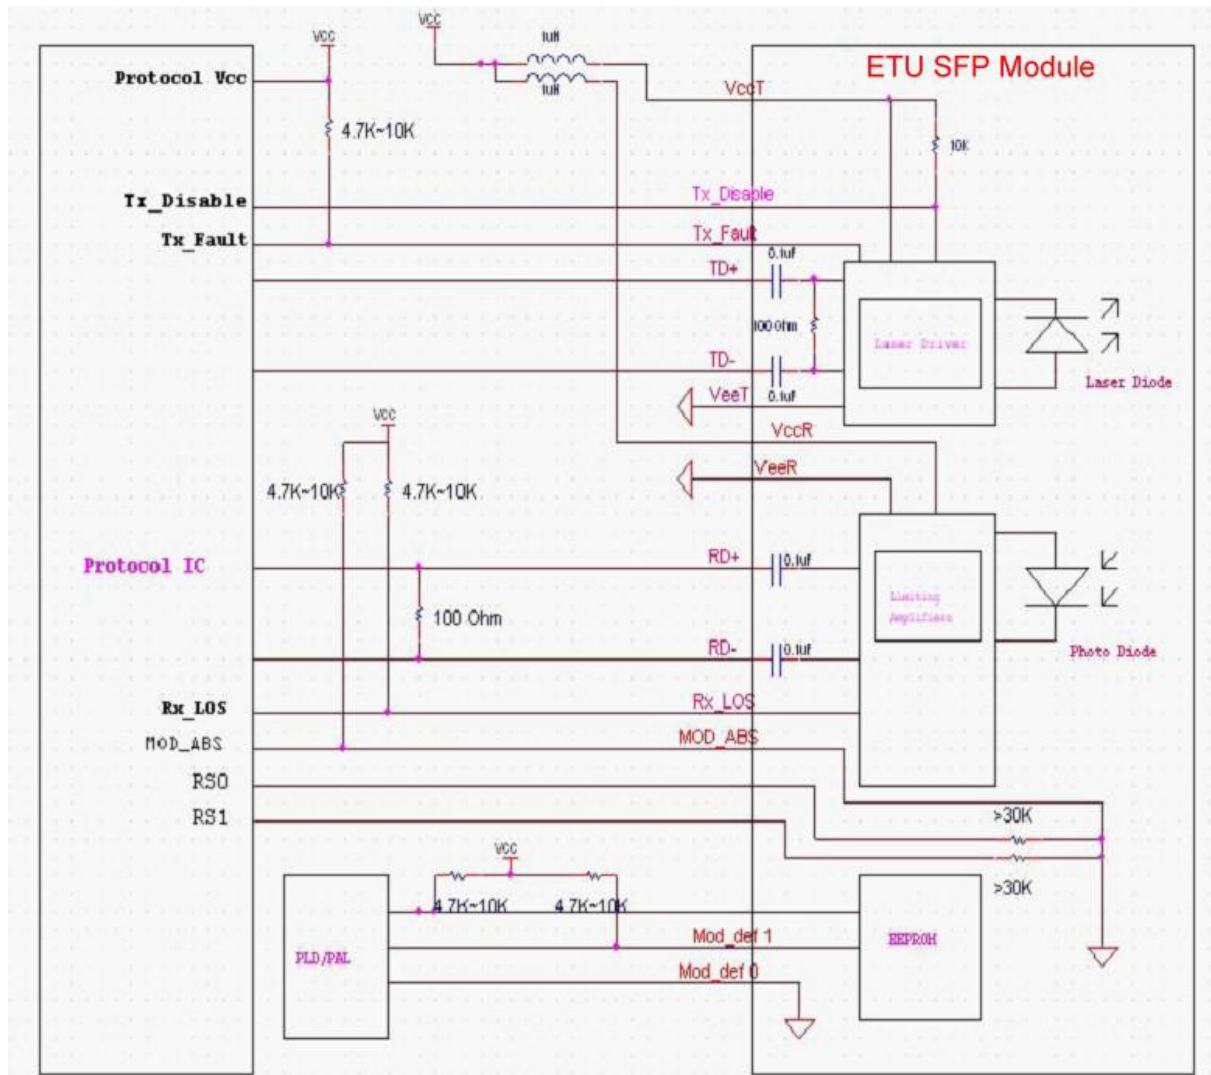 VCC
1uH
VCC
ETU SFP Module
Protocol Vcc
1uH
VccT
4.7K~10K
10K
Tx_Disable
Tx_Disable
Tx_Fault
Tx_Fault
0.1uf
TD+
100 Ohm
Laser Driver
TD-
Laser Diode
VeeT
0.1uf
VCC
VccR
VeeR
4.7K~10K
4.7K~10K
Protocol IC
RD+
0.1uf
Limiting
Amplifiers
100 Ohm
RD-
0.1uf
Photo Diode
Rx_LOS
Rx_LOS
MOD_ABS
MOD_ABS
RS0
RS1
>30K
VCC
>30K
4.7K~10K
4.7K~10K
Mod_def 1
EEPROM
PLD/PAL
Mod_def 0